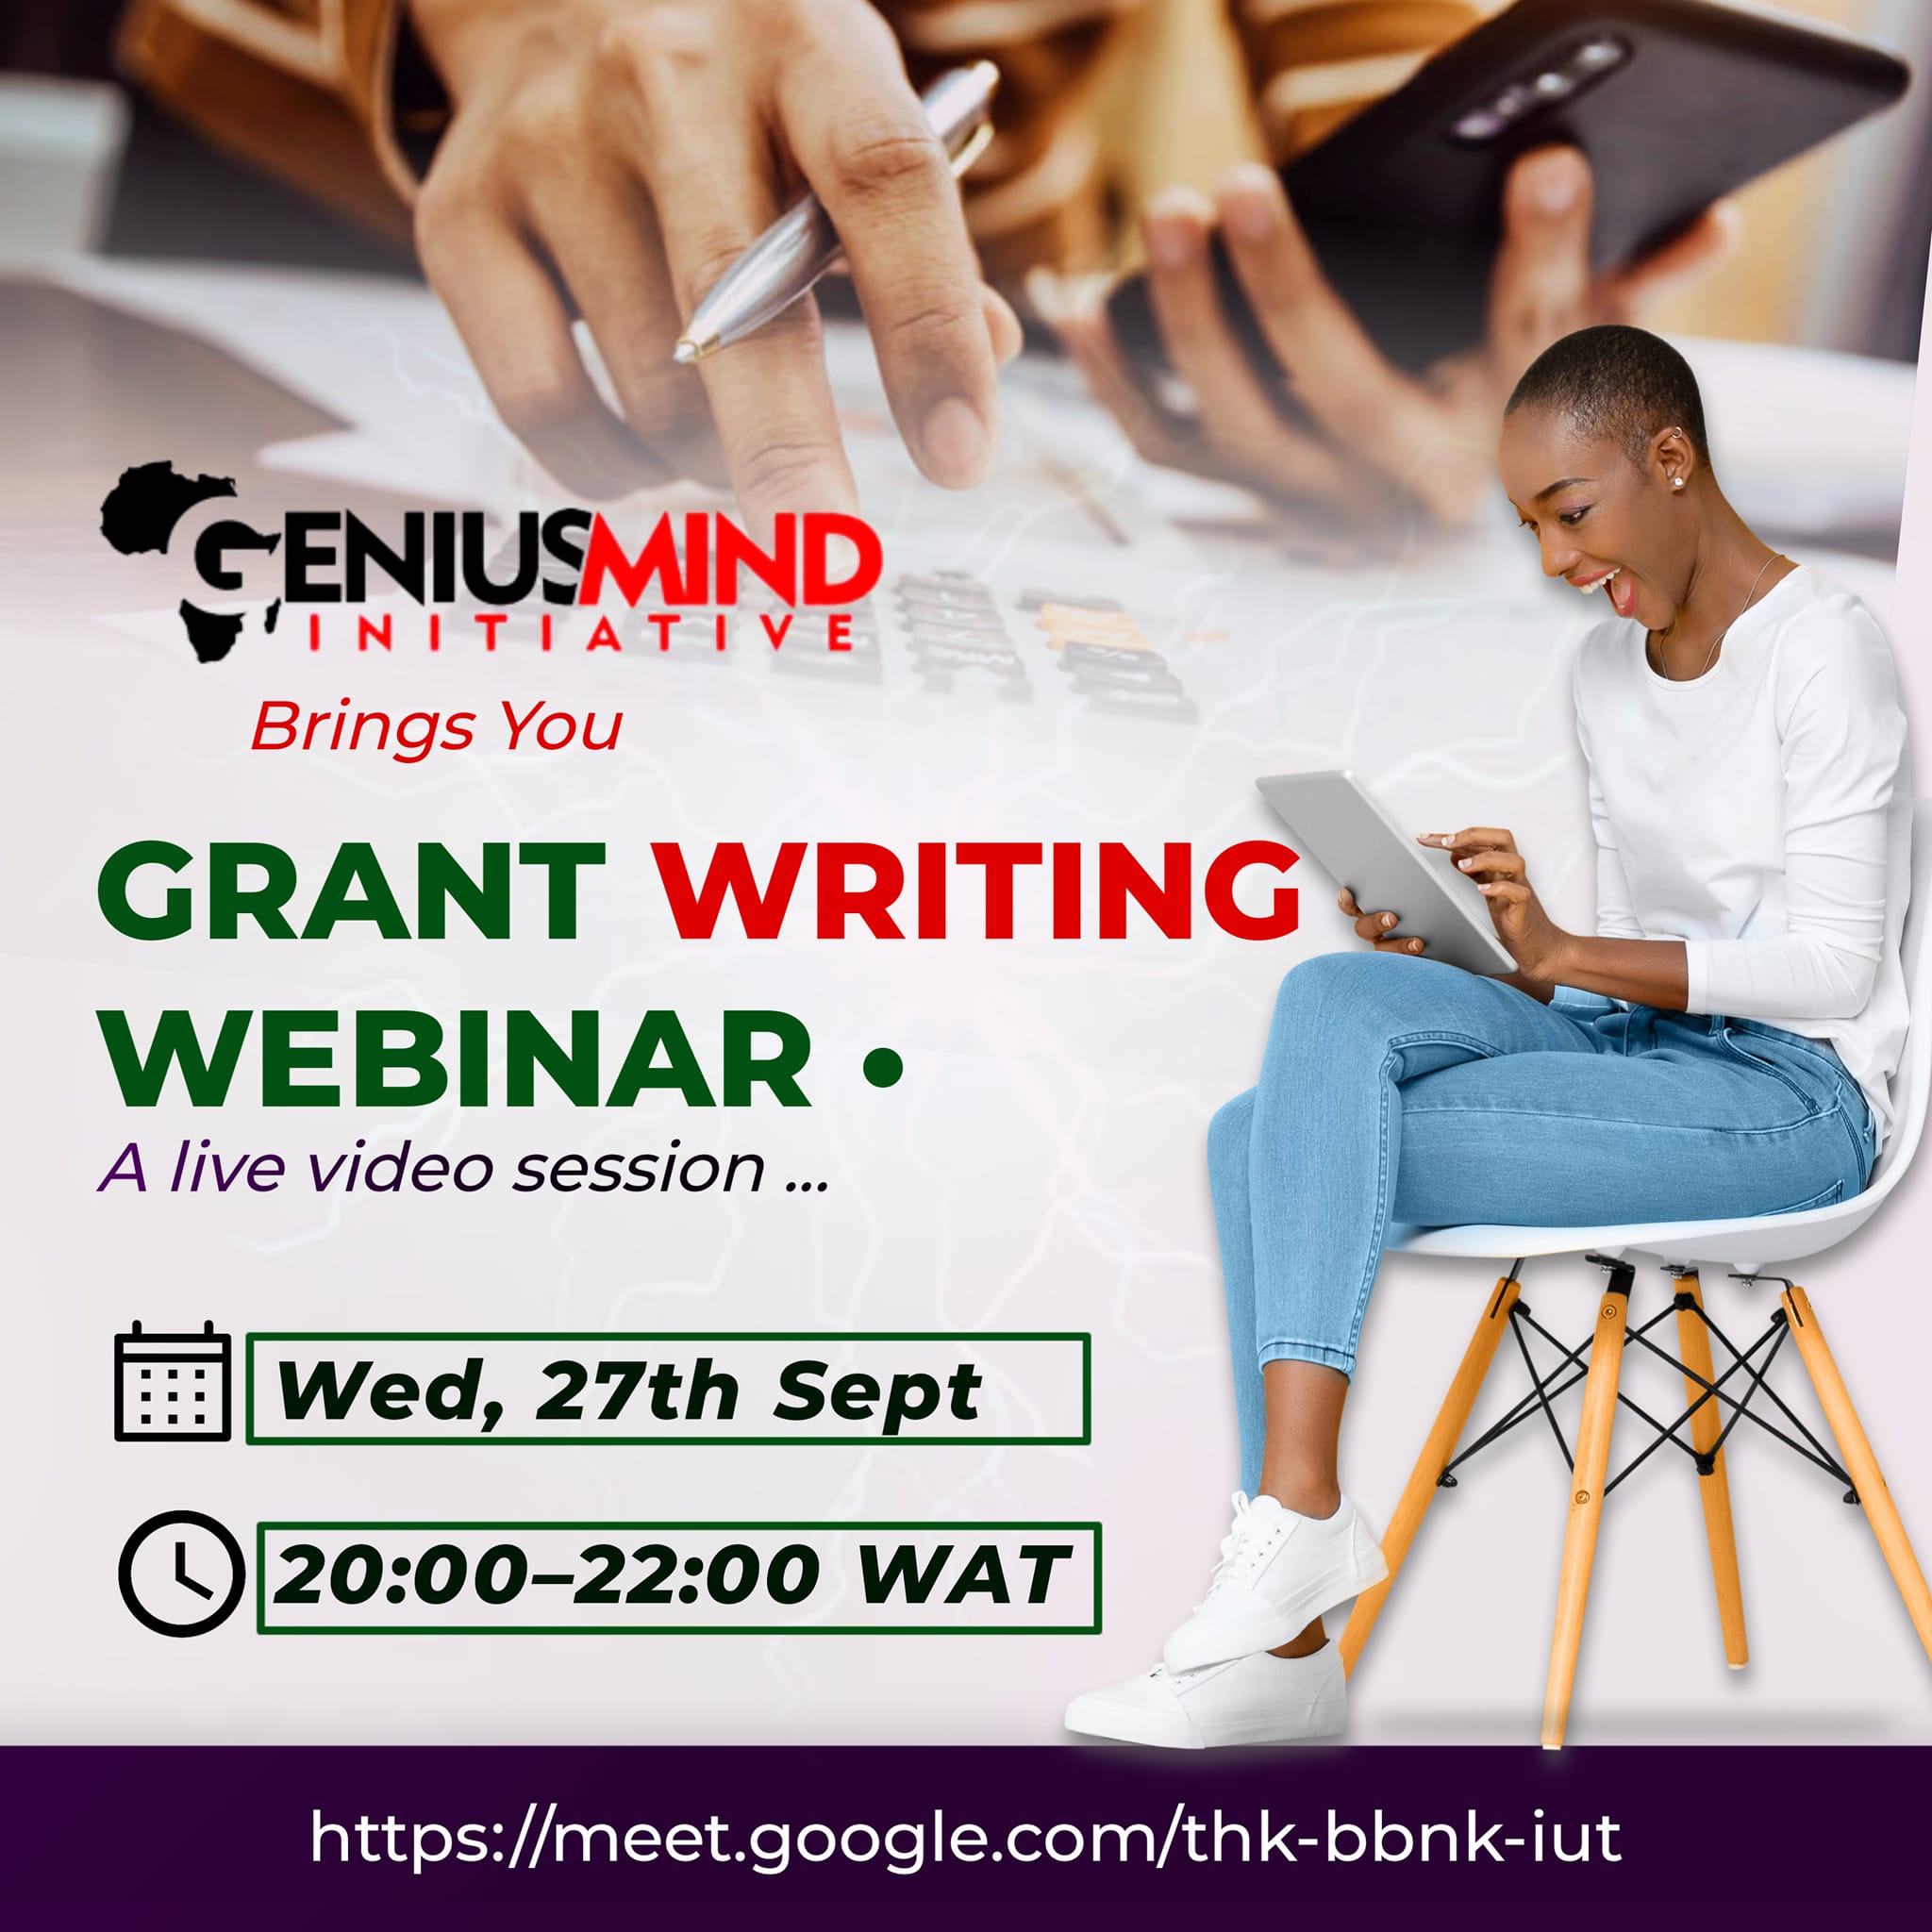 GENIUSMIND
INITIATIVE
Brings You
GRANT WRITING
WEBINAR •
A live video session ...
Wed, 27th Sept
20:00–22:00 WAT
https://meet.google.com/thk-bbnk-iut